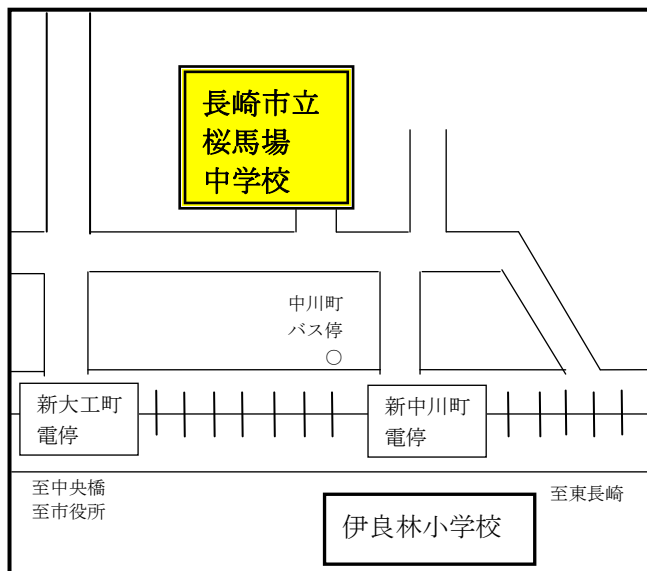 長崎市立
桜馬場
中学校
中川町
バス停
新大工町
電停
新中川町
電停
至中央橋
至市役所
至東長崎
伊良林小学校